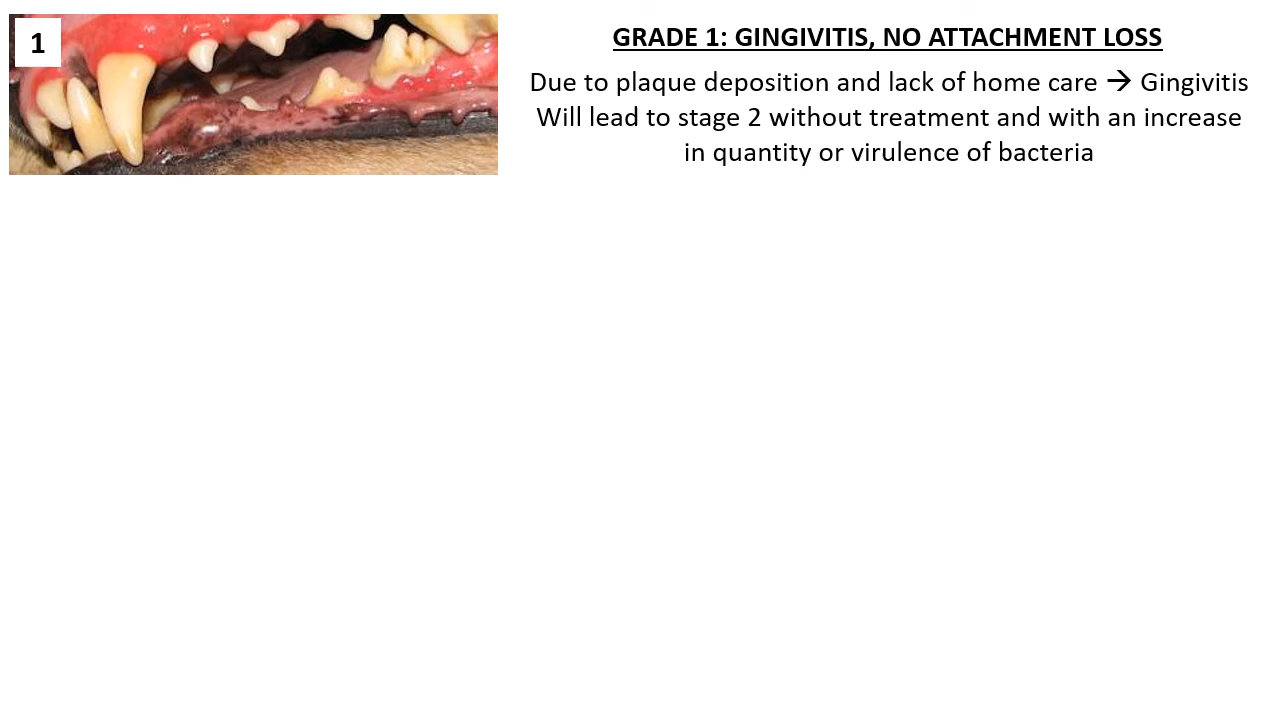 1
GRADE 1: GINGIVITIS, NO ATTACHMENT LOSS
Due to plaque deposition and lack of home care → Gingivitis
Will lead to stage 2 without treatment and with an increase
in quantity or virulence of bacteria